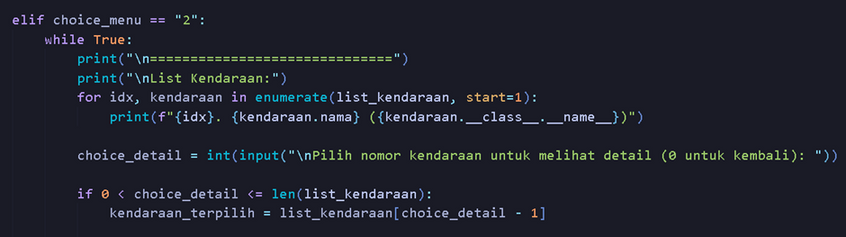 elif choice_menu == "2":
    while True:
        print("\n==============================")
        print("\nList Kendaraan:")
        for idx, kendaraan in enumerate(list_kendaraan, start=1):
            print(f"{idx}. {kendaraan.nama} ({kendaraan.__class__.__name__})")

        choice_detail = int(input("\nPilih nomor kendaraan untuk melihat detail (0 untuk kembali): "))

        if 0 < choice_detail <= len(list_kendaraan):
            kendaraan_terpilih = list_kendaraan[choice_detail - 1]